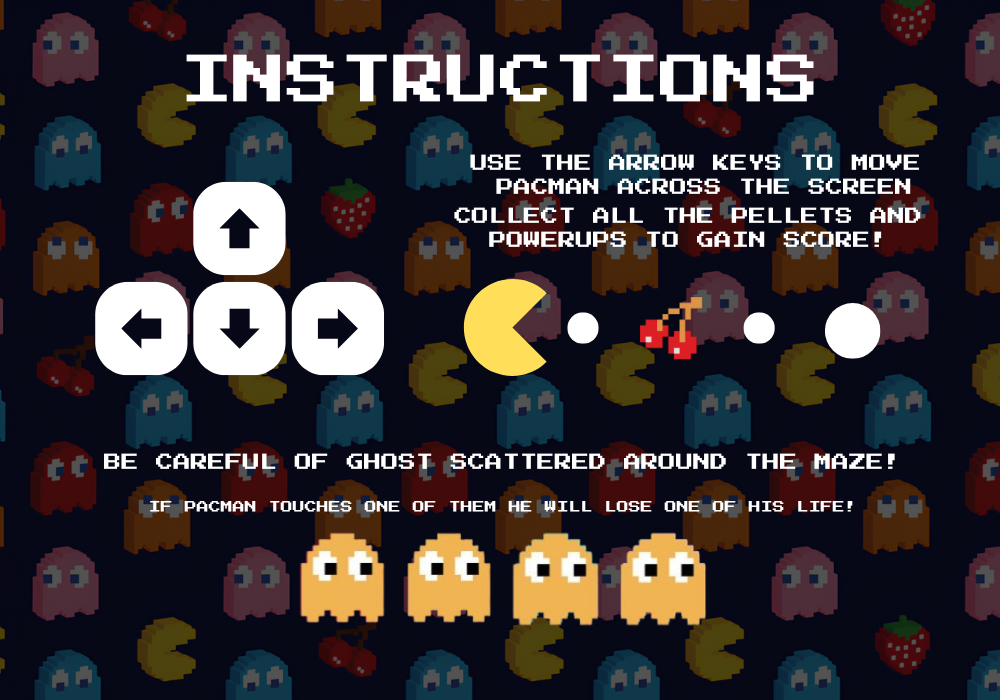 INSTRUCTIONS
USE THE ARROW KEYS TO MOVE
PACMAN ACROSS THE SCREEN
COLLECT ALL THE PELLETS AND
POWERUPS TO GAIN SCORE!
BE CAREFUL OF GHOST SCATTERED AROUND THE MAZE!
IF PACMAN TOUCHES ONE OF THEM HE WILL LOSE ONE OF HIS LIFE!